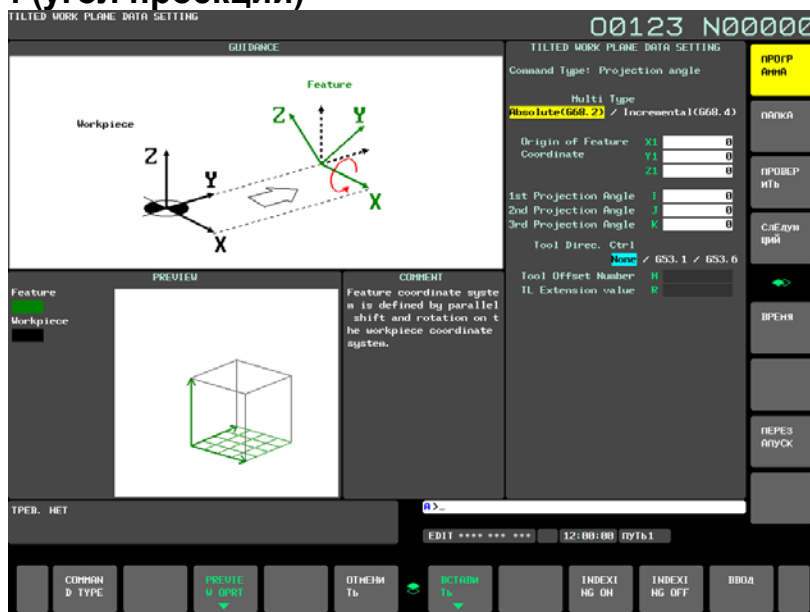 (угол проекции)
TILTED WORK PLANE DATA SETTING
O0123 N00000
GUIDANCE
Feature
Z
Y
X
Workpiece
Z
Y
X
TILTED WORK PLANE DATA SETTING
Command Type: Projection angle
Multi Type
Absolute(G68.2) / Incremental(G68.4)
Origin of Feature X1 0
Coordinate Y1 0
Z1 0
1st Projection Angle I 0
2nd Projection Angle J 0
3rd Projection Angle K 0
Tool Direc. Ctrl
None / G53.1 / G53.6
Tool Offset Number H
TL Extension value R
PREVIEW
Feature
Workpiece
COMMENT
Feature coordinate syste
m is defined by parallel
shift and rotation on t
he workpiece coordinate
system.
ПРОГР
АММА
ПАПКА
ПРОВЕР
ИТЬ
СлЕДую
щий
ВРЕМЯ
ПЕРЕЗ
АПУСК
ТРЕВ. НЕТ
A>_
EDIT **** *** ***
12:00:00
ПУТЬ1
COMMAN
D TYPE
PREVIE
W OPRT
ОТМЕНИ
ТЬ
ВСТАВИ
ТЬ
INDEXI
NG ON
INDEXI
NG OFF
ВВОД